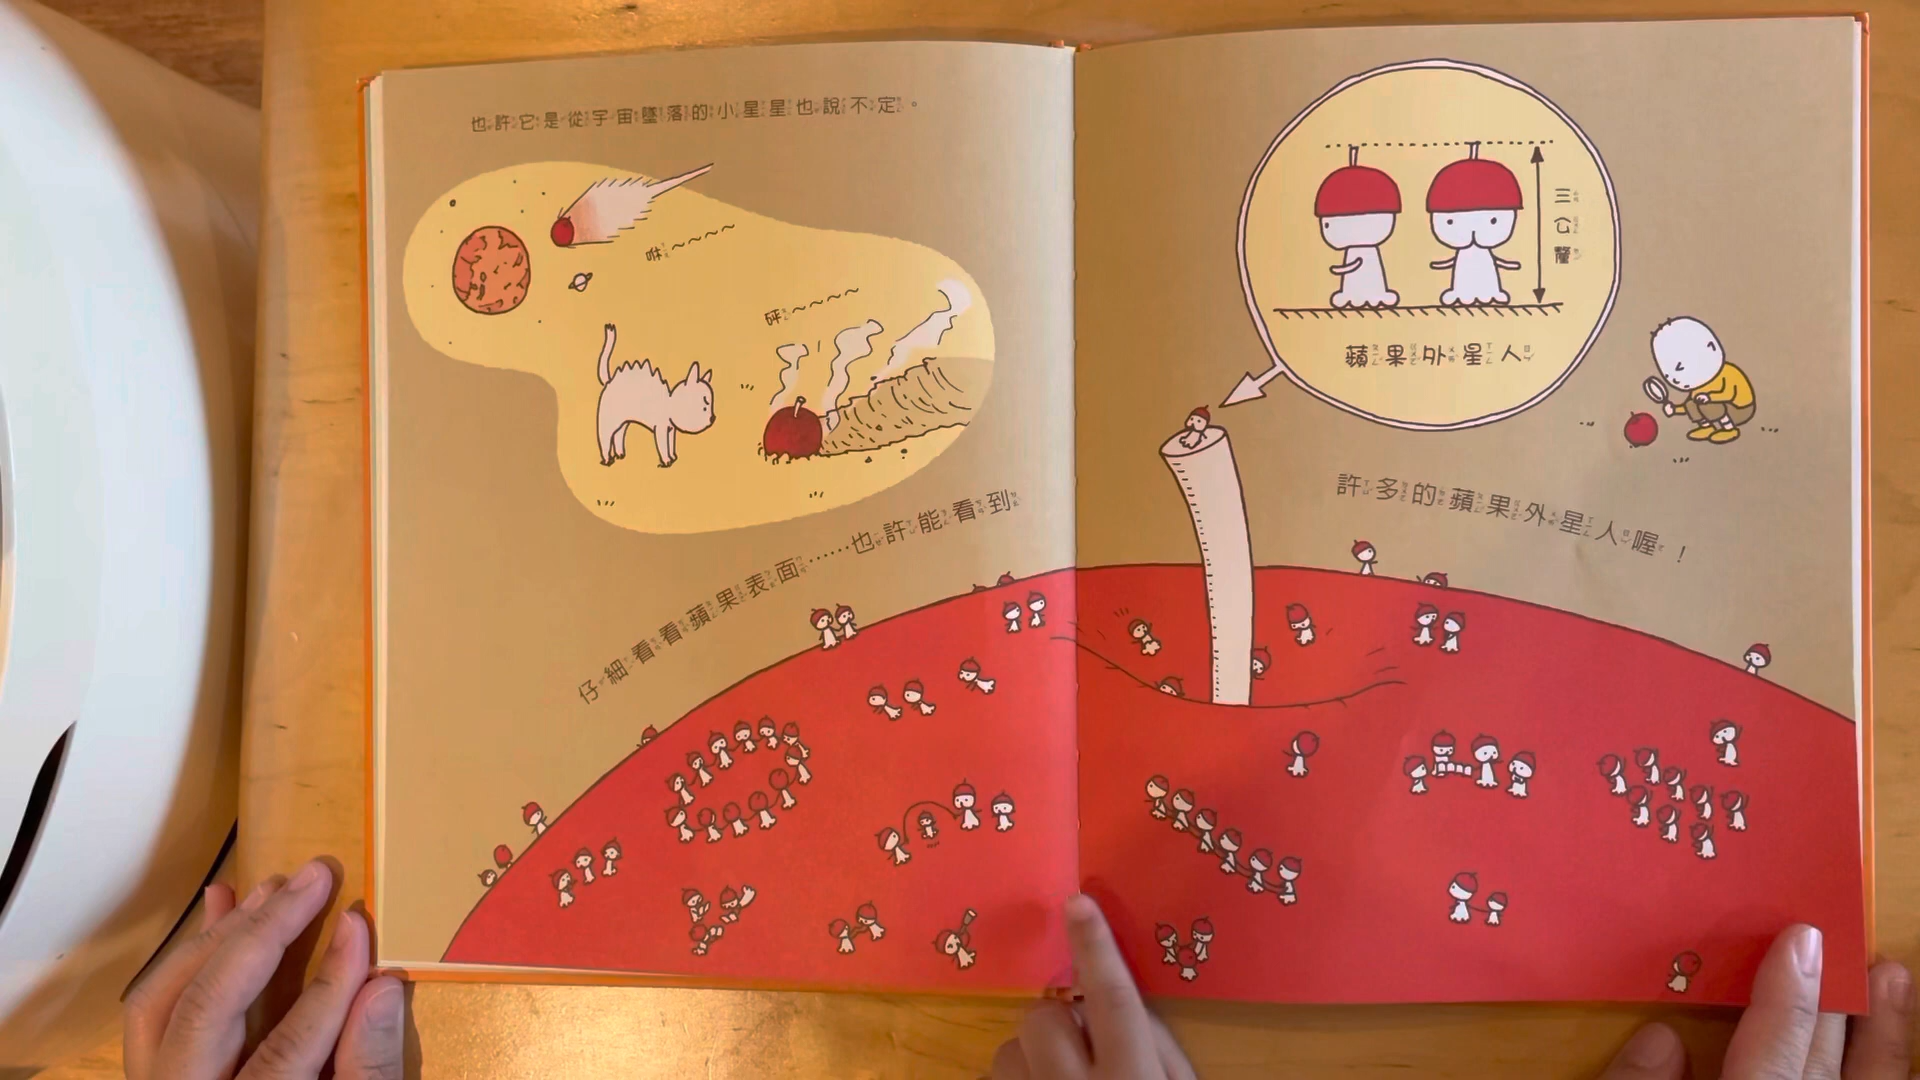 也許它是從宇宙墜落的小星星也說不定。
咻~~~~
砰~~~~
仔細看看蘋果表面……也許能看到
三公釐
蘋果外星人
許多的蘋果外星人喔！